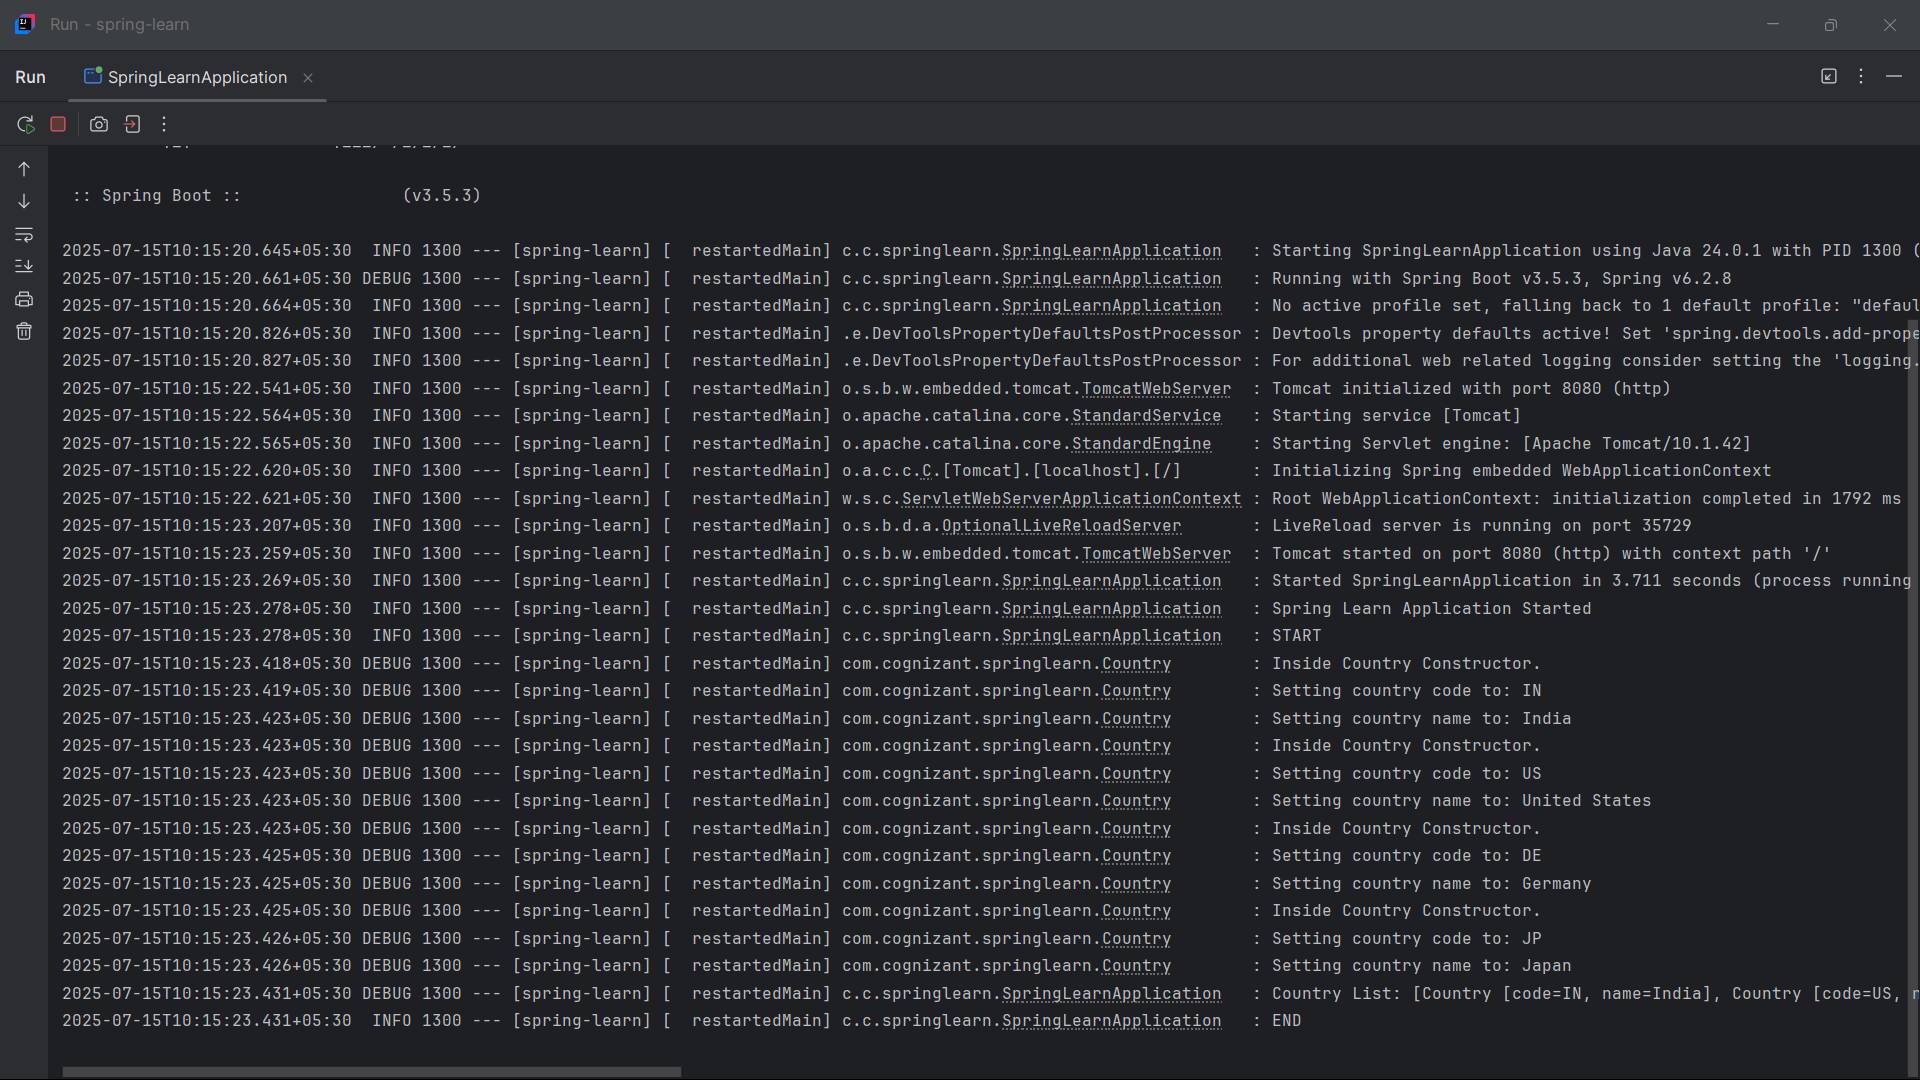 Run - spring-learn
Run SpringLearnApplication
:: Spring Boot ::                (v3.5.3)
2025-07-15T10:15:20.645+05:30  INFO 1300 --- [spring-learn] [  restartedMain] c.c.springlearn.SpringLearnApplication   : Starting SpringLearnApplication using Java 24.0.1 with PID 1300 (
2025-07-15T10:15:20.661+05:30 DEBUG 1300 --- [spring-learn] [  restartedMain] c.c.springlearn.SpringLearnApplication   : Running with Spring Boot v3.5.3, Spring v6.2.8
2025-07-15T10:15:20.664+05:30  INFO 1300 --- [spring-learn] [  restartedMain] c.c.springlearn.SpringLearnApplication   : No active profile set, falling back to 1 default profile: "defaul
2025-07-15T10:15:20.826+05:30  INFO 1300 --- [spring-learn] [  restartedMain] .e.DevToolsPropertyDefaultsPostProcessor : Devtools property defaults active! Set 'spring.devtools.add-prope
2025-07-15T10:15:20.827+05:30  INFO 1300 --- [spring-learn] [  restartedMain] .e.DevToolsPropertyDefaultsPostProcessor : For additional web related logging consider setting the 'logging.
2025-07-15T10:15:22.541+05:30  INFO 1300 --- [spring-learn] [  restartedMain] o.s.b.w.embedded.tomcat.TomcatWebServer  : Tomcat initialized with port 8080 (http)
2025-07-15T10:15:22.564+05:30  INFO 1300 --- [spring-learn] [  restartedMain] o.apache.catalina.core.StandardService   : Starting service [Tomcat]
2025-07-15T10:15:22.565+05:30  INFO 1300 --- [spring-learn] [  restartedMain] o.apache.catalina.core.StandardEngine    : Starting Servlet engine: [Apache Tomcat/10.1.42]
2025-07-15T10:15:22.620+05:30  INFO 1300 --- [spring-learn] [  restartedMain] o.a.c.c.C.[Tomcat].[localhost].[/]       : Initializing Spring embedded WebApplicationContext
2025-07-15T10:15:22.621+05:30  INFO 1300 --- [spring-learn] [  restartedMain] w.s.c.ServletWebServerApplicationContext : Root WebApplicationContext: initialization completed in 1792 ms
2025-07-15T10:15:23.207+05:30  INFO 1300 --- [spring-learn] [  restartedMain] o.s.b.d.a.OptionalLiveReloadServer       : LiveReload server is running on port 35729
2025-07-15T10:15:23.259+05:30  INFO 1300 --- [spring-learn] [  restartedMain] o.s.b.w.embedded.tomcat.TomcatWebServer  : Tomcat started on port 8080 (http) with context path '/'
2025-07-15T10:15:23.269+05:30  INFO 1300 --- [spring-learn] [  restartedMain] c.c.springlearn.SpringLearnApplication   : Started SpringLearnApplication in 3.711 seconds (process running
2025-07-15T10:15:23.278+05:30  INFO 1300 --- [spring-learn] [  restartedMain] c.c.springlearn.SpringLearnApplication   : Spring Learn Application Started
2025-07-15T10:15:23.278+05:30  INFO 1300 --- [spring-learn] [  restartedMain] c.c.springlearn.SpringLearnApplication   : START
2025-07-15T10:15:23.418+05:30 DEBUG 1300 --- [spring-learn] [  restartedMain] com.cognizant.springlearn.Country        : Inside Country Constructor.
2025-07-15T10:15:23.419+05:30 DEBUG 1300 --- [spring-learn] [  restartedMain] com.cognizant.springlearn.Country        : Setting country code to: IN
2025-07-15T10:15:23.423+05:30 DEBUG 1300 --- [spring-learn] [  restartedMain] com.cognizant.springlearn.Country        : Setting country name to: India
2025-07-15T10:15:23.423+05:30 DEBUG 1300 --- [spring-learn] [  restartedMain] com.cognizant.springlearn.Country        : Inside Country Constructor.
2025-07-15T10:15:23.423+05:30 DEBUG 1300 --- [spring-learn] [  restartedMain] com.cognizant.springlearn.Country        : Setting country code to: US
2025-07-15T10:15:23.423+05:30 DEBUG 1300 --- [spring-learn] [  restartedMain] com.cognizant.springlearn.Country        : Setting country name to: United States
2025-07-15T10:15:23.423+05:30 DEBUG 1300 --- [spring-learn] [  restartedMain] com.cognizant.springlearn.Country        : Inside Country Constructor.
2025-07-15T10:15:23.425+05:30 DEBUG 1300 --- [spring-learn] [  restartedMain] com.cognizant.springlearn.Country        : Setting country code to: DE
2025-07-15T10:15:23.425+05:30 DEBUG 1300 --- [spring-learn] [  restartedMain] com.cognizant.springlearn.Country        : Setting country name to: Germany
2025-07-15T10:15:23.425+05:30 DEBUG 1300 --- [spring-learn] [  restartedMain] com.cognizant.springlearn.Country        : Inside Country Constructor.
2025-07-15T10:15:23.426+05:30 DEBUG 1300 --- [spring-learn] [  restartedMain] com.cognizant.springlearn.Country        : Setting country code to: JP
2025-07-15T10:15:23.426+05:30 DEBUG 1300 --- [spring-learn] [  restartedMain] com.cognizant.springlearn.Country        : Setting country name to: Japan
2025-07-15T10:15:23.431+05:30 DEBUG 1300 --- [spring-learn] [  restartedMain] c.c.springlearn.SpringLearnApplication   : Country List: [Country [code=IN, name=India], Country [code=US, n
2025-07-15T10:15:23.431+05:30  INFO 1300 --- [spring-learn] [  restartedMain] c.c.springlearn.SpringLearnApplication   : END